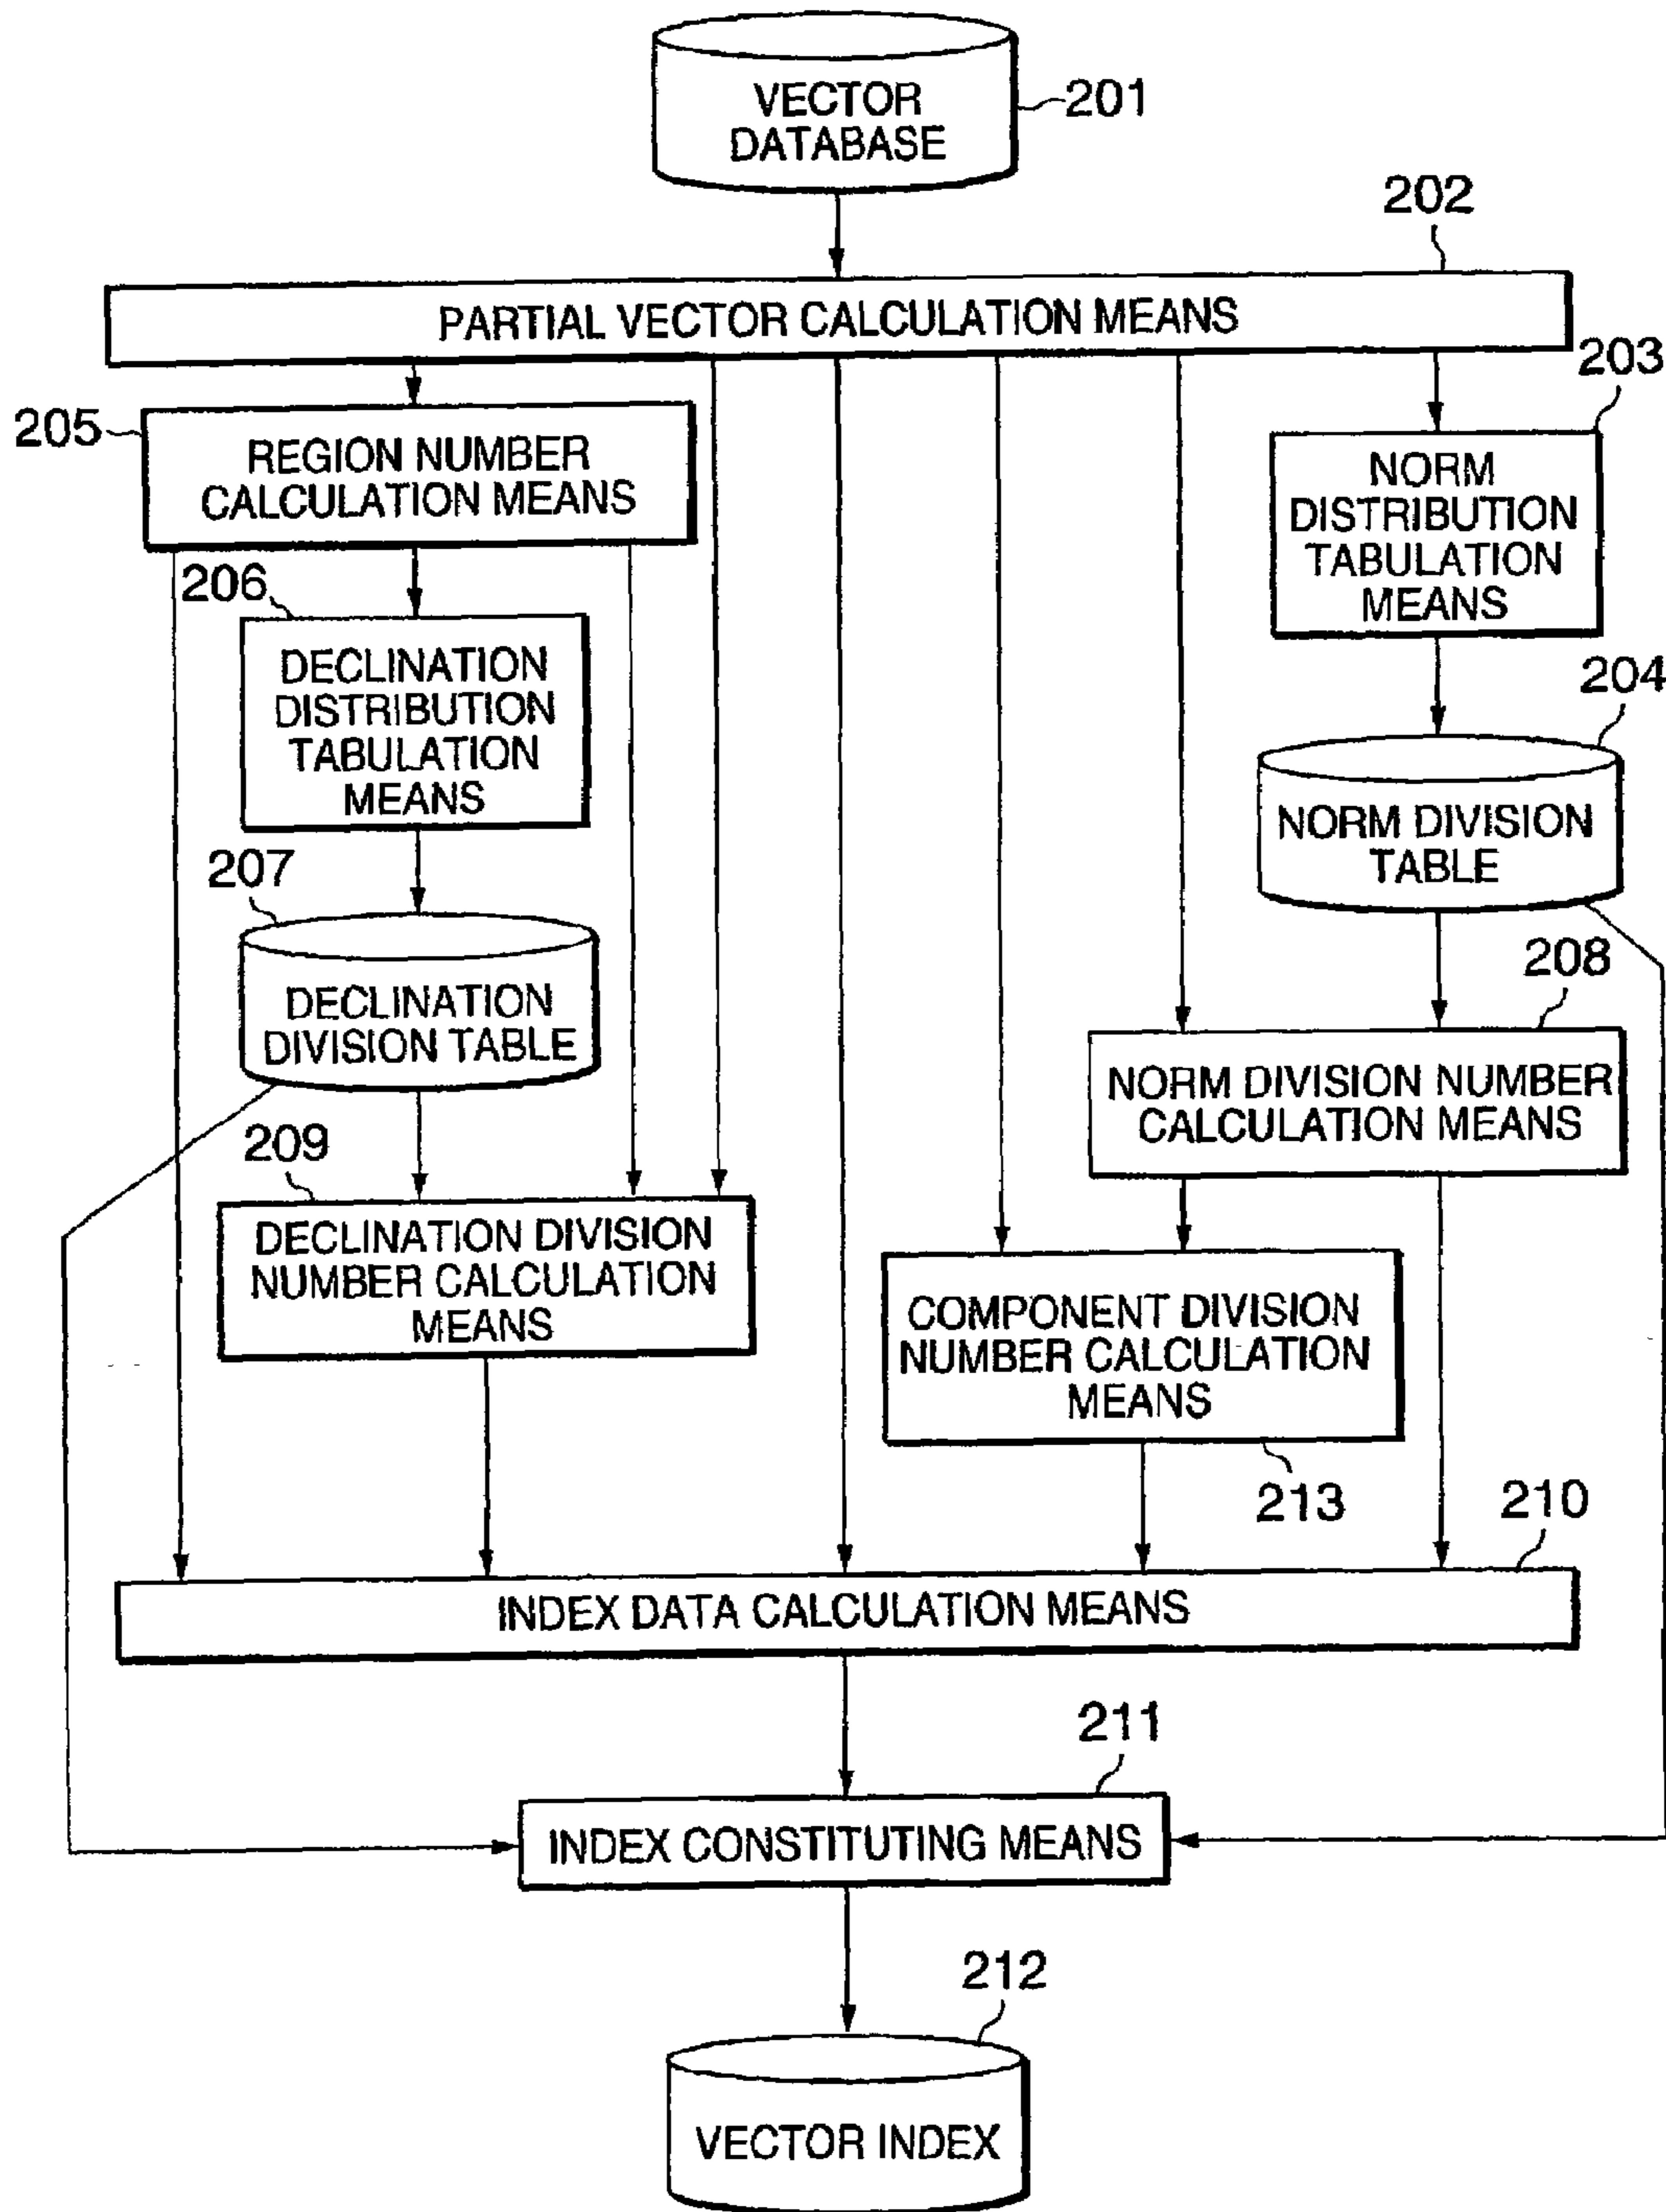 VECTOR
DATABASE
201
202
PARTIAL VECTOR CALCULATION MEANS
203
205
REGION NUMBER
CALCULATION MEANS
NORM
DISTRIBUTION
TABULATION
MEANS
206
DECLINATION
DISTRIBUTION
TABULATION
MEANS
204
NORM DIVISION
TABLE
207
DECLINATION
DIVISION TABLE
208
NORM DIVISION NUMBER
CALCULATION MEANS
209
DECLINATION DIVISION
NUMBER CALCULATION
MEANS
COMPONENT DIVISION
NUMBER CALCULATION
MEANS
213
210
INDEX DATA CALCULATION MEANS
211
INDEX CONSTITUTING MEANS
212
VECTOR INDEX